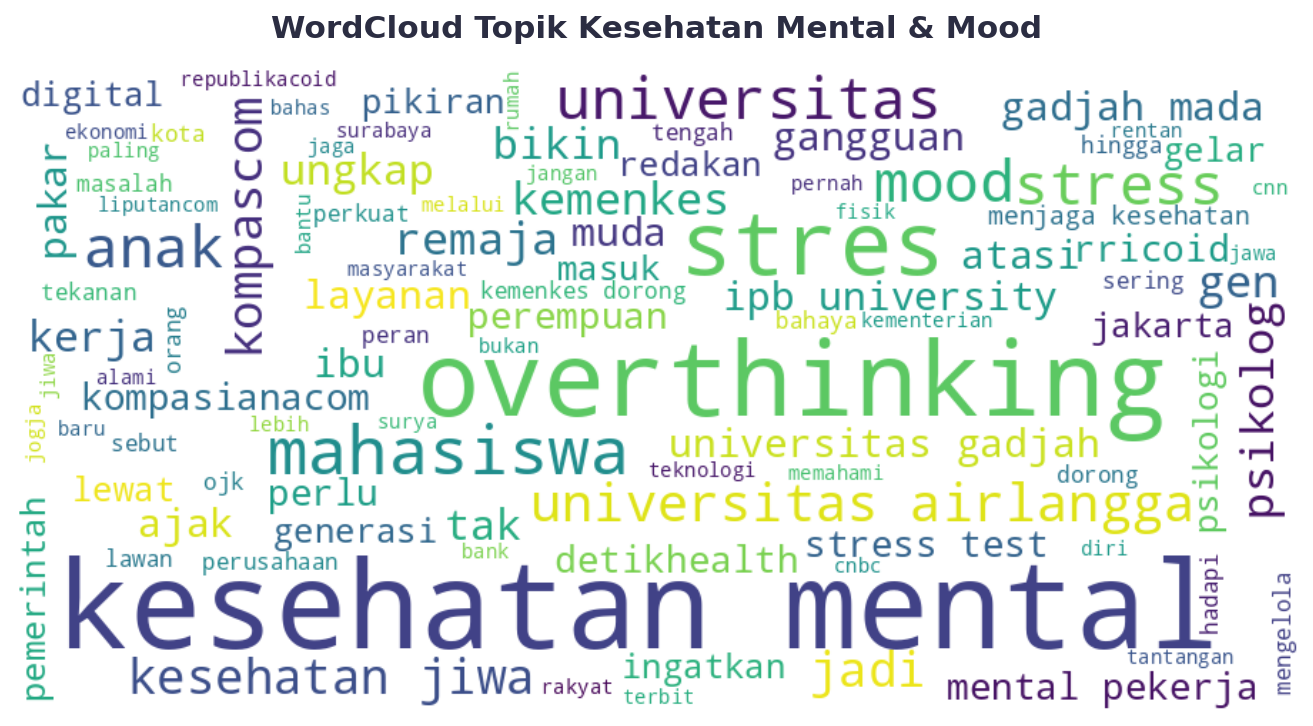 WordCloud Topik Kesehatan Mental & Mood
republikacoid
digital
bahas
pikiran
rumah
universitas
gadjah mada
ekonomi
kota
kompascom
surabaya
bikin
tengah
gangguan
rentan
paling
jaga
hingga
gelar
pakar
ungkap
redakan
masalah
jangan
pernah
mood
stress
cnn
liputancom
bantu
perkuat
melalui
kemenkes
fisik
menjaga kesehatan
anak
remaja
muda
stres
atasi
rricoid
jawa
masyarakat
masuk
sering
gen
tekanan
layanan
kemenkes dorong
ipb university
perempuan
bahaya
kementerian
jakarta
kerja
orang
peran
bukan
psikolog
ibu
overthinking
psikologi
jiwa
alami
kompasianacom
jogja
baru
sebut
lebih
surya
mahasiswa
universitas gadjah
teknologi
memahami
dorong
lewat
ojk
perlu
universitas airlangga
ajak
generasi
tak
pemerintah
lawan
perusahaan
bank
detikhealth
stress test
cnbc
diri
hadapi
kesehatan mental
mengelola
kesehatan jiwa
rakyat
ingatkan
terbit
jadi
tantangan
mental pekerja